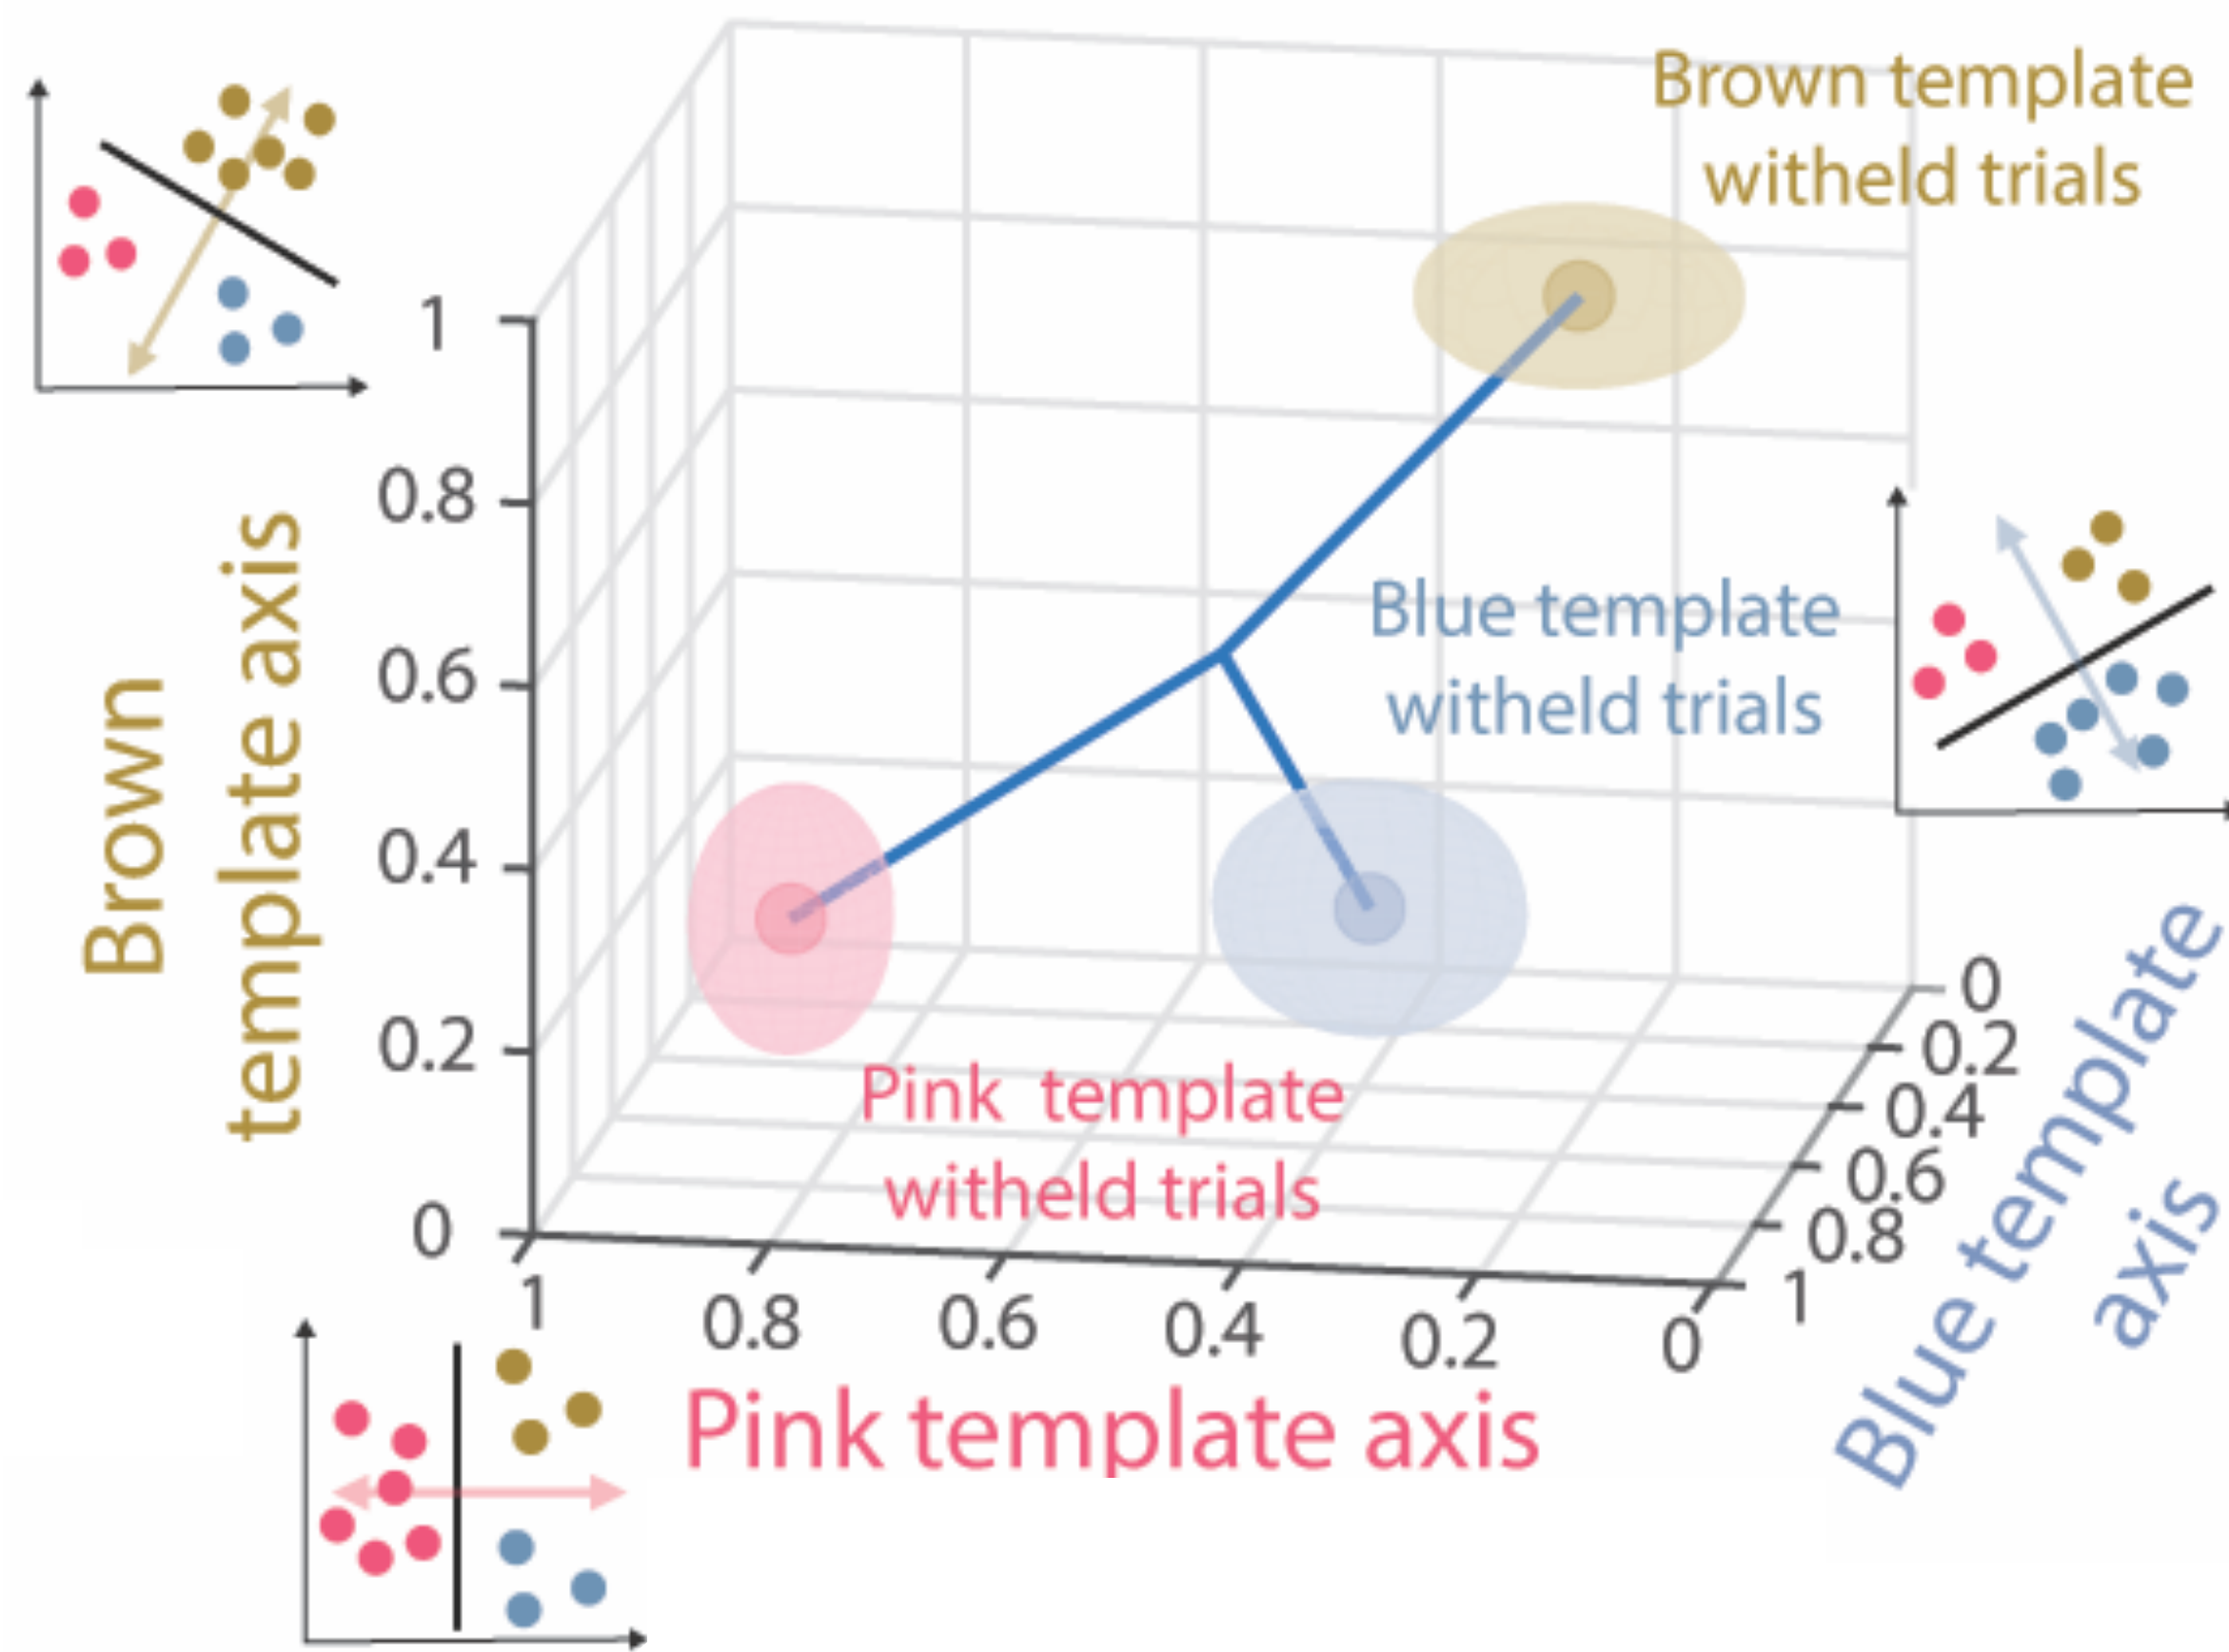 Brown template
witheld trials
Blue template
witheld trials
Pink template
witheld trials
Brown
template axis
1
0.8
0.6
0.4
0.2
0
1
0.8
0.6
0.4
0.2
0
Pink template axis
0
0.2
0.4
0.6
0.8
1
Blue template
axis